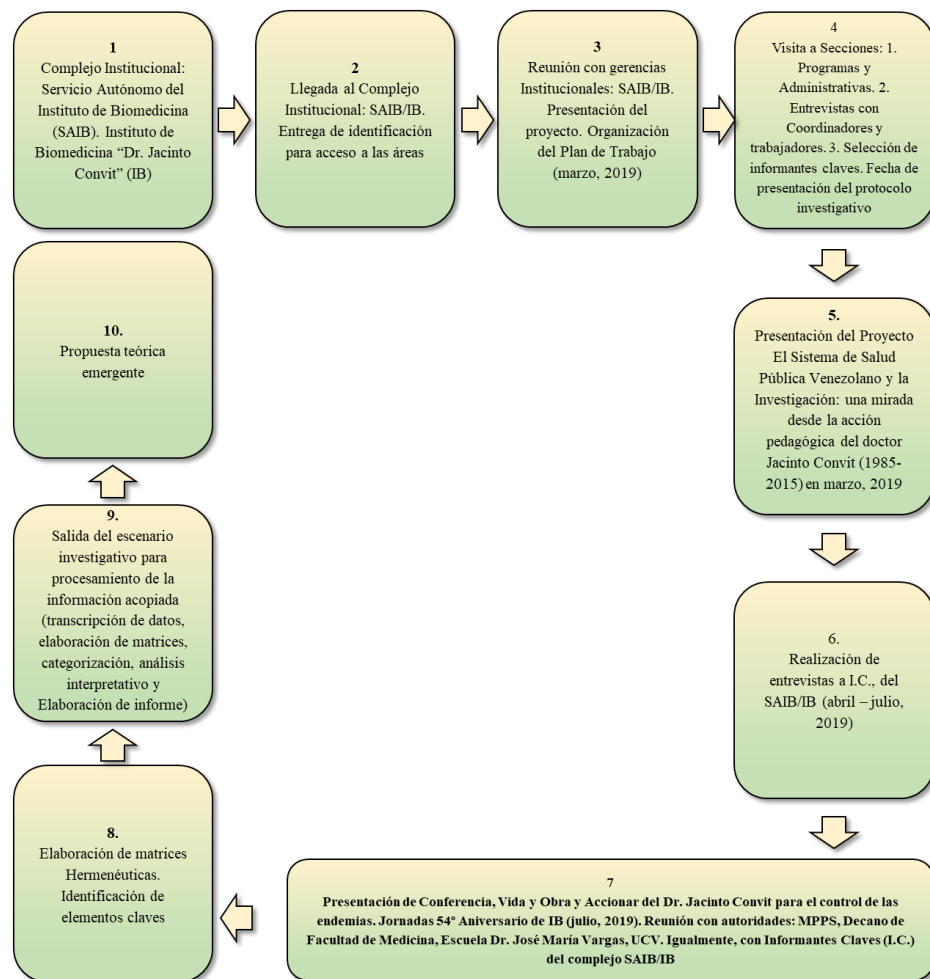 1
Complejo Institucional:
Servicio Autónomo del
Instituto de Biomedicina
(SAIB). Instituto de
Biomedicina “Dr. Jacinto
Convit” (IB)
2
Llegada al Complejo
Institucional: SAIB/IB.
Entrega de identificación
para acceso a las áreas
3
Reunión con gerencias
Institucionales: SAIB/IB.
Presentación del
proyecto. Organización
del Plan de Trabajo
(marzo, 2019)
4
Visita a Secciones: 1.
Programas y
Administrativas. 2.
Entrevistas con
Coordinadores y
trabajadores. 3. Selección de
informantes claves. Fecha de
presentación del protocolo
investigativo
5.
Presentación del Proyecto
El Sistema de Salud
Pública Venezolano y la
Investigación: una mirada
desde la acción
pedagógica del doctor
Jacinto Convit (1985-
2015) en marzo, 2019
6.
Realización de
entrevistas a I.C., del
SAIB/IB (abril – julio,
2019)
7
Presentación de Conferencia, Vida y Obra y Accionar del Dr. Jacinto Convit para el control de las
endemias. Jornadas 54º Aniversario de IB (julio, 2019). Reunión con autoridades: MPPS, Decano de
Facultad de Medicina, Escuela Dr. José María Vargas, UCV. Igualmente, con Informantes Claves (I.C.)
del complejo SAIB/IB
8.
Elaboración de matrices
Hermenéuticas.
Identificación de
elementos claves
9.
Salida del escenario
investigativo para
procesamiento de la
información acopiada
(transcripción de datos,
elaboración de matrices,
categorización, análisis
interpretativo y
Elaboración de informe)
10.
Propuesta teórica
emergente